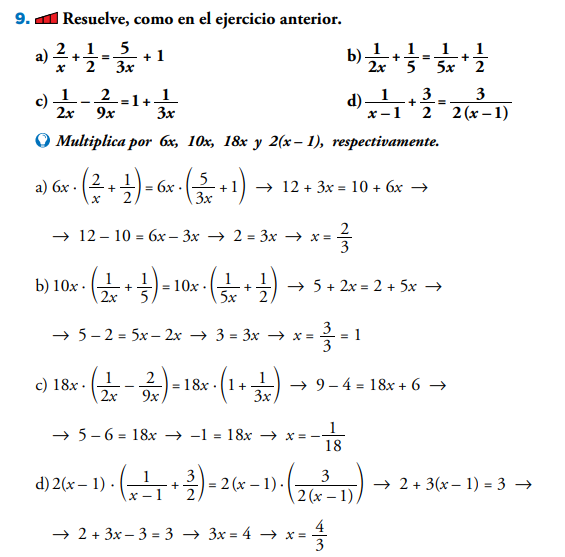 9. Resuelve, como en el ejercicio anterior.
a) 2/x + 1/2 = 5/3x + 1 b) 1/2x + 1/5 = 1/5x + 1/2
c) 1/2x – 2/9x = 1 + 1/3x d) 1/x – 1 + 3/2 = 3/2 (x – 1)
Multiplica por 6x, 10x, 18x y 2(x – 1), respectivamente.
a) 6x · (2/x + 1/2) = 6x · (5/3x + 1) → 12 + 3x = 10 + 6x →
→ 12 – 10 = 6x – 3x → 2 = 3x → x = 2/3
b) 10x · (1/2x + 1/5) = 10x · (1/5x + 1/2) → 5 + 2x = 2 + 5x →
→ 5 – 2 = 5x – 2x → 3 = 3x → x = 3/3 = 1
c) 18x · (1/2x – 2/9x) = 18x · (1 + 1/3x) → 9 – 4 = 18x + 6 →
→ 5 – 6 = 18x → –1 = 18x → x = – 1/18
d) 2(x – 1) · (1/x – 1 + 3/2) = 2 (x – 1) · (3/2 (x – 1)) → 2 + 3(x – 1) = 3 →
→ 2 + 3x – 3 = 3 → 3x = 4 → x = 4/3